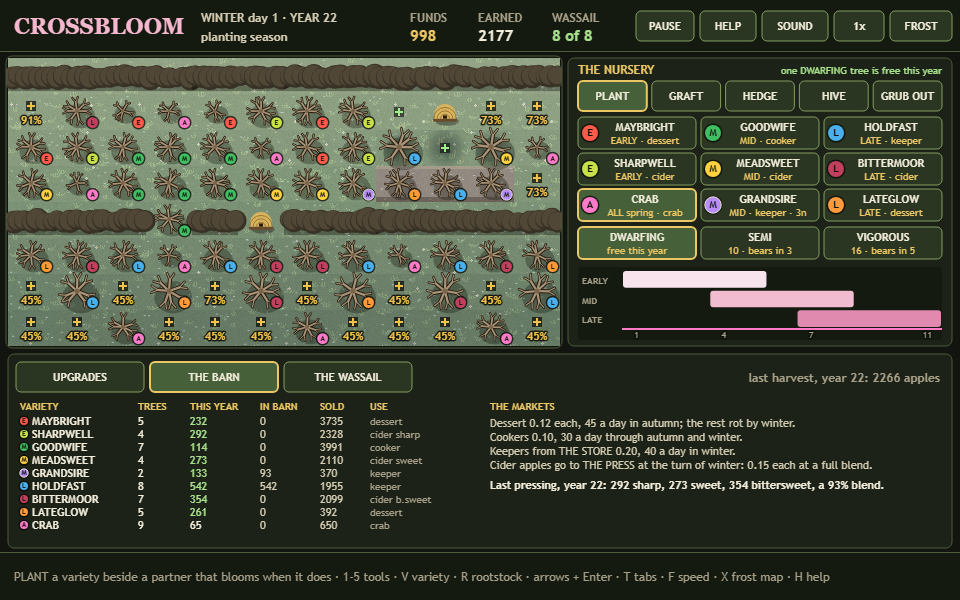 CROSSBLOOM
WINTER day 1 · YEAR 22
planting season
FUNDS
998
EARNED
2177
WASSAIL
8 of 8
PAUSE
HELP
SOUND
1x
FROST
91% 73% 73%
L E A E L E E
E E M M L A E L M A
M A M M M M M M L L M 73%
M
L L L A L L L A L L
45% L 45% L 73% L 45% L L 45% L
45% 45% A 45% 45% 45% A 45% 45% 45% A 45%
THE NURSERY
one DWARFING tree is free this year
PLANT
GRAFT
HEDGE
HIVE
GRUB OUT
E MAYBRIGHT
EARLY · dessert
M GOODWIFE
MID · cooker
L HOLDFAST
LATE · keeper
E SHARPWELL
EARLY · cider
M MEADSWEET
MID · cider
L BITTERMOOR
LATE · cider
A CRAB
ALL spring · crab
M GRANDSIRE
MID · keeper · 3n
L LATEGLOW
LATE · dessert
DWARFING
free this year
SEMI
10 · bears in 3
VIGOROUS
16 · bears in 5
EARLY
MID
LATE
1 4 7 11
UPGRADES
THE BARN
THE WASSAIL
last harvest, year 22: 2266 apples
VARIETY TREES THIS YEAR IN BARN SOLD USE
E MAYBRIGHT 5 232 0 3735 dessert
E SHARPWELL 4 292 0 2328 cider sharp
M GOODWIFE 7 114 0 3991 cooker
M MEADSWEET 4 273 0 2110 cider sweet
M GRANDSIRE 2 133 93 370 keeper
L HOLDFAST 8 542 542 1955 keeper
L BITTERMOOR 7 354 0 2099 cider b.sweet
L LATEGLOW 5 261 0 392 dessert
A CRAB 9 65 0 650 crab
THE MARKETS
Dessert 0.12 each, 45 a day in autumn; the rest rot by winter.
Cookers 0.10, 30 a day through autumn and winter.
Keepers from THE STORE 0.20, 40 a day in winter.
Cider apples go to THE PRESS at the turn of winter: 0.15 each at a full blend.
Last pressing, year 22: 292 sharp, 273 sweet, 354 bittersweet, a 93% blend.
PLANT a variety beside a partner that blooms when it does · 1-5 tools · V variety · R rootstock · arrows + Enter · T tabs · F speed · X frost map · H help